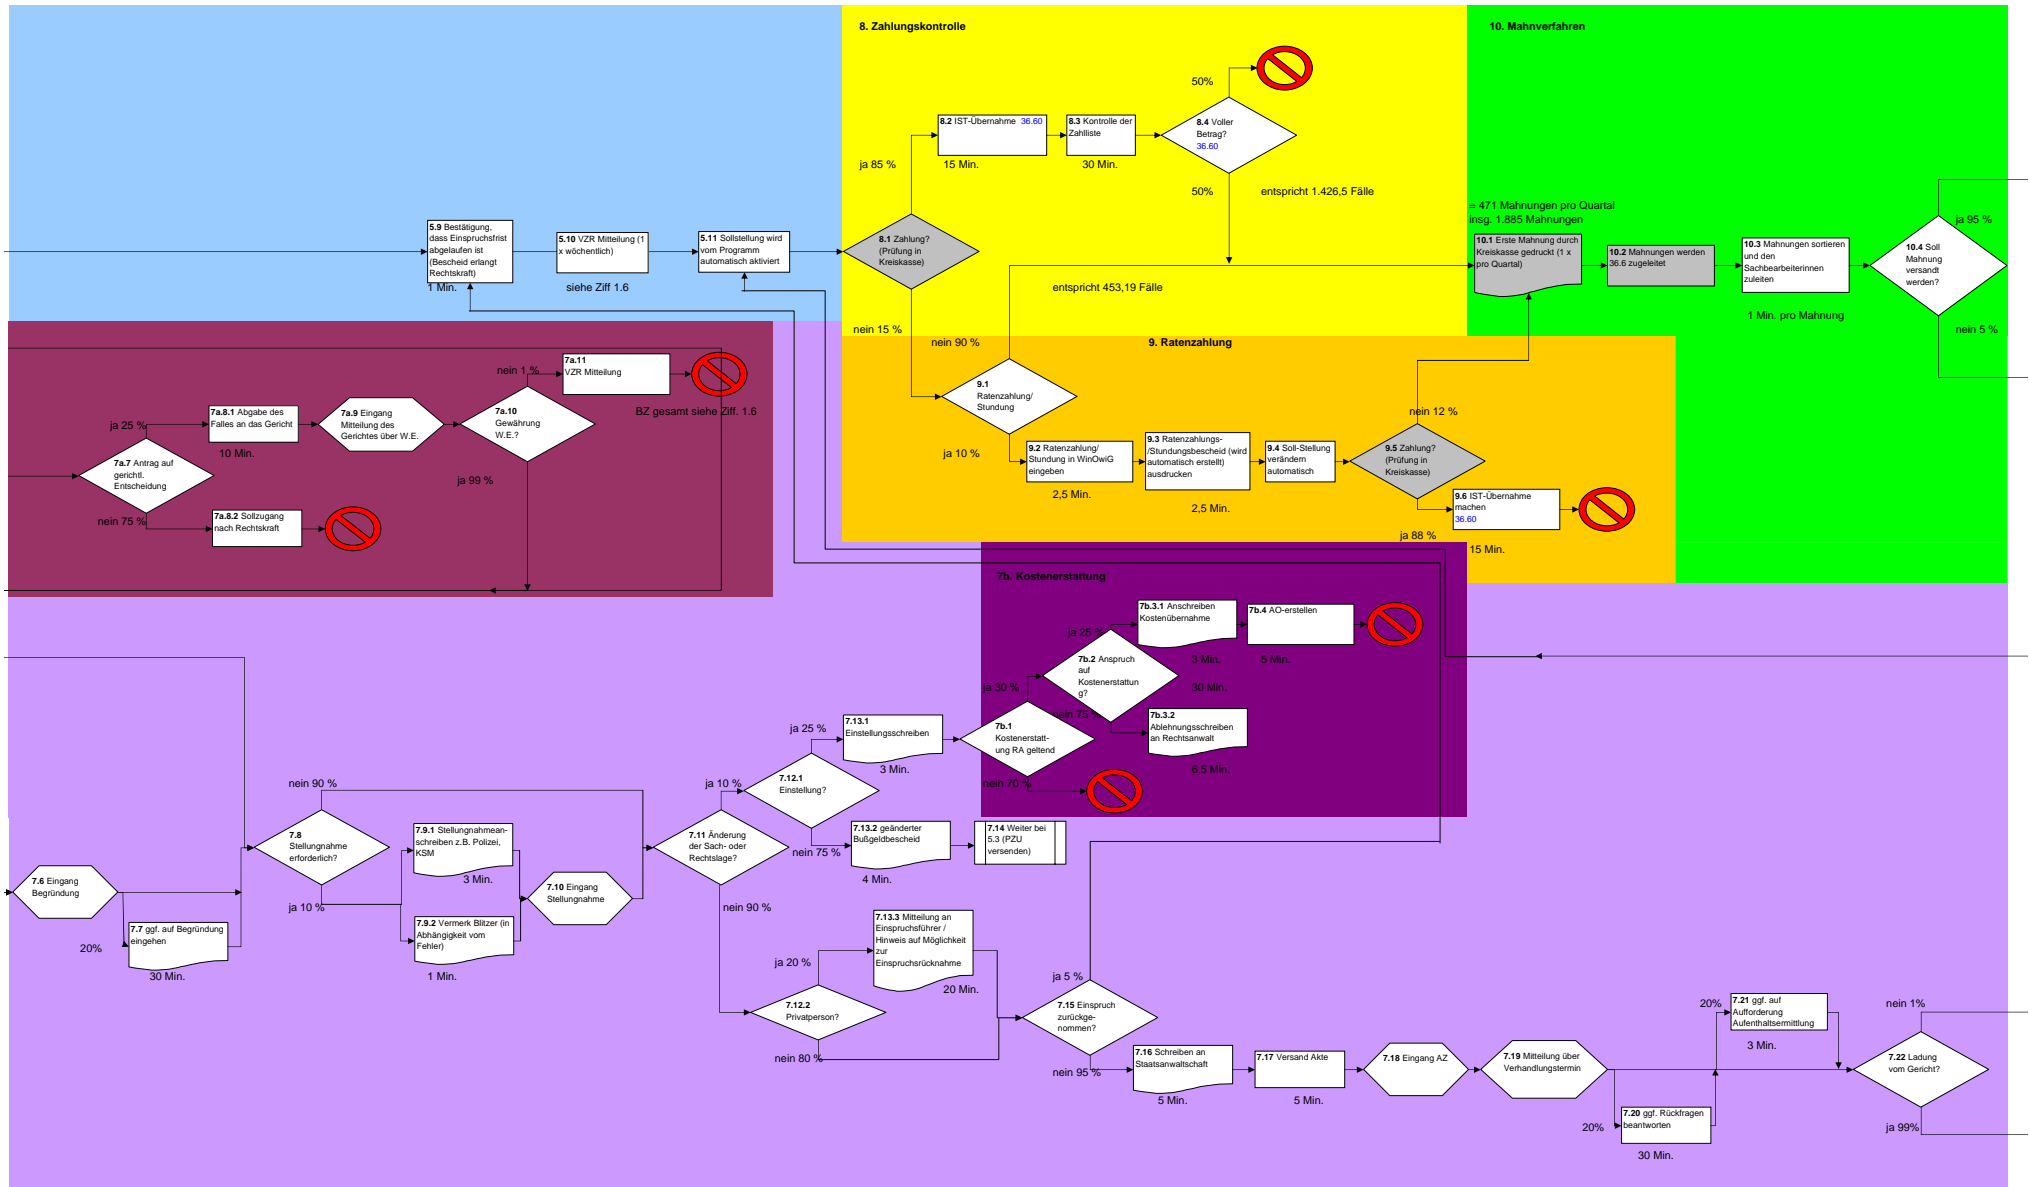 8. Zahlungskontrolle
10. Mahnverfahren
50%
8.2 IST-Übernahme 36.60
15 Min.
8.3 Kontrolle der
Zahlliste
30 Min.
8.4 Voller
Betrag?
36.60
ja 85 %
50%
entspricht 1.426,5 Fälle
= 471 Mahnungen pro Quartal
insg. 1.885 Mahnungen
5.9 Bestätigung,
dass Einspruchsfrist
abgelaufen ist
(Bescheid erlangt
Rechtskraft)
1 Min.
5.10 VZR Mitteilung (1
x wöchentlich)
siehe Ziff 1.6
5.11 Sollstellung wird
vom Programm
automatisch aktiviert
8.1 Zahlung?
(Prüfung in
Kreiskasse)
entspricht 453,19 Fälle
10.1 Erste Mahnung durch
Kreiskasse gedruckt (1 x
pro Quartal)
10.2 Mahnungen werden
36.6 zugeleitet
10.3 Mahnungen sortieren
und den
Sachbearbeiterinnen
zuleiten
1 Min. pro Mahnung
10.4 Soll
Mahnung
versandt
werden?
ja 95 %
nein 5 %
nein 15 %
nein 90 %
9. Ratenzahlung
9.1
Ratenzahlung/
Stundung
ja 10 %
9.2 Ratenzahlung/
Stundung in WinOwiG
eingeben
2,5 Min.
9.3 Ratenzahlungs-
/Stundungsbescheid (wird
automatisch erstellt)
ausdrucken
2,5 Min.
9.4 Soll-Stellung
verändern
automatisch
9.5 Zahlung?
(Prüfung in
Kreiskasse)
nein 12 %
ja 88 %
9.6 IST-Übernahme
machen
36.60
15 Min.
7a.7 Antrag auf
gerichtl.
Entscheidung
ja 25 %
nein 75 %
7a.8.1 Abgabe des
Falles an das Gericht
10 Min.
7a.8.2 Sollzugang
nach Rechtskraft
7a.9 Eingang
Mitteilung des
Gerichtes über W.E.
7a.10
Gewährung
W.E.?
nein 1 %
ja 99 %
7a.11
VZR Mitteilung
BZ gesamt siehe Ziff. 1.6
7b. Kostenerstattung
7b.3.1 Anschreiben
Kostenübernahme
3 Min.
7b.4 AO-erstellen
5 Min.
ja 25 %
7b.2 Anspruch
auf
Kostenerstattun
g?
30 Min.
ja 30 %
nein 75 %
7b.3.2
Ablehnungsschreiben
an Rechtsanwalt
6,5 Min.
7b.1
Kostenerstatt-
ung RA geltend
nein 70 %
7.13.1
Einstellungsschreiben
3 Min.
ja 25 %
7.12.1
Einstellung?
nein 75 %
7.13.2 geänderter
Bußgeldbescheid
4 Min.
7.14 Weiter bei
5.3 (PZU
versenden)
ja 10 %
7.11 Änderung
der Sach- oder
Rechtslage?
nein 90 %
nein 90 %
7.8
Stellungnahme
erforderlich?
ja 10 %
7.9.1 Stellungnahmean-
schreiben z.B. Polizei,
KSM
3 Min.
7.9.2 Vermerk Blitzer (in
Abhängigkeit vom
Fehler)
1 Min.
7.10 Eingang
Stellungnahme
7.6 Eingang
Begründung
20%
7.7 ggf. auf Begründung
eingehen
30 Min.
7.12.2
Privatperson?
ja 20 %
nein 80 %
7.13.3 Mitteilung an
Einspruchsführer /
Hinweis auf Möglichkeit
zur
Einspruchsrücknahme
20 Min.
ja 5 %
7.15 Einspruch
zurückge-
nommen?
nein 95 %
7.16 Schreiben an
Staatsanwaltschaft
5 Min.
7.17 Versand Akte
5 Min.
7.18 Eingang AZ
7.19 Mitteilung über
Verhandlungstermin
20%
7.20 ggf. Rückfragen
beantworten
30 Min.
20%
7.21 ggf. auf
Aufforderung
Aufenthaltsermittlung
3 Min.
nein 1%
7.22 Ladung
vom Gericht?
ja 99%